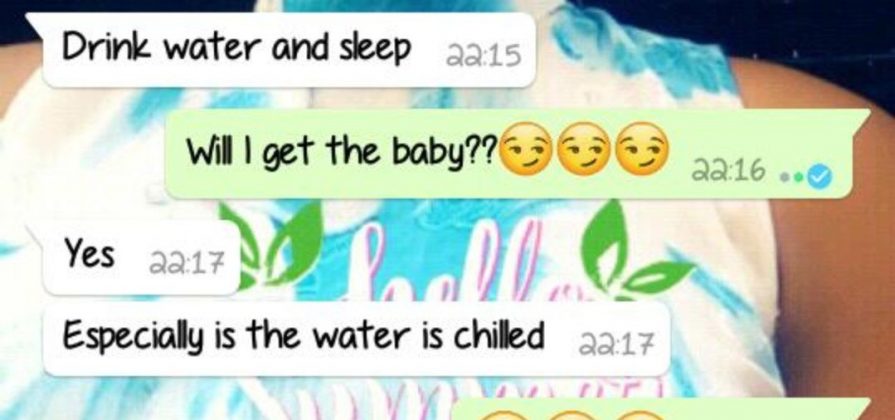 Drink water and sleep 22:15
Will I get the baby??😏😏😏 22:16
Yes 22:17
hello
Especially is the water is chilled 22:17